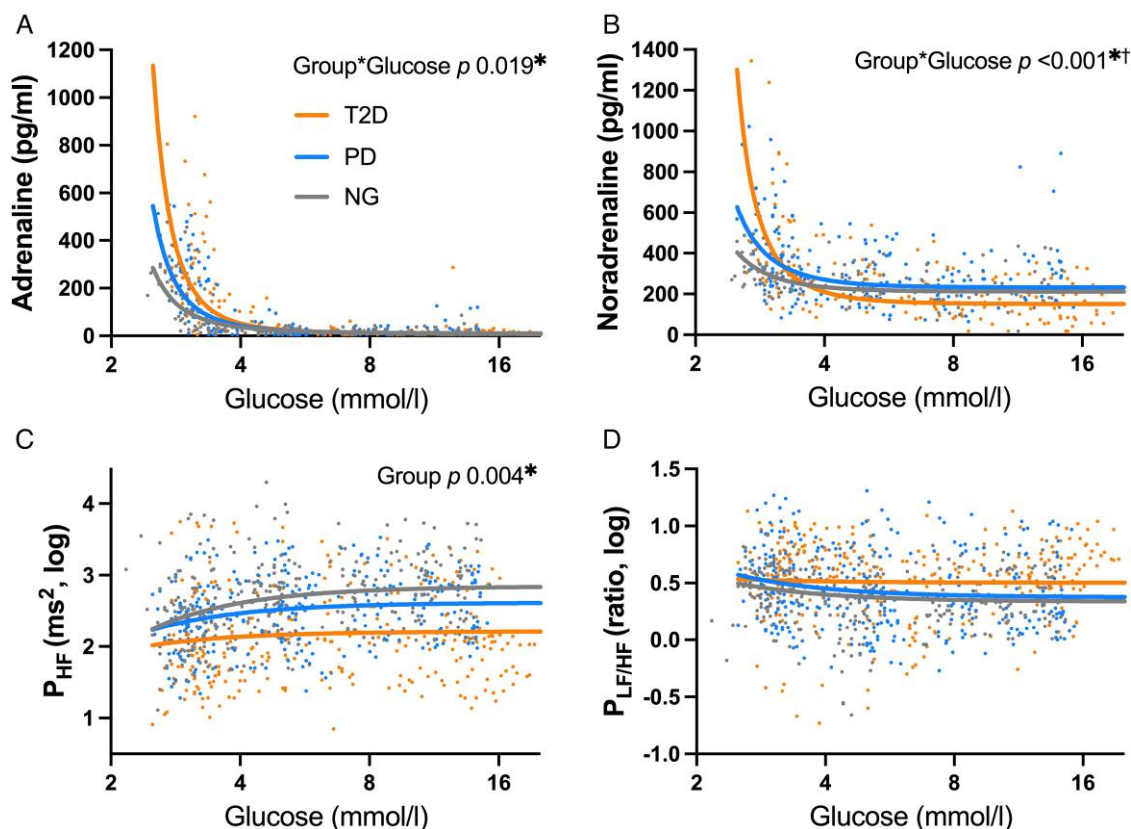 A
Group*Glucose p 0.019*
T2D
PD
NG
Adrenaline (pg/ml)
1200
1000
800
600
400
200
0
2 4 8 16
Glucose (mmol/l)
B
Group*Glucose p <0.001*†
Noradrenaline (pg/ml)
1400
1200
1000
800
600
400
200
0
2 4 8 16
Glucose (mmol/l)
C
Group p 0.004*
PHF (ms², log)
4
3
2
1
2 4 8 16
Glucose (mmol/l)
D
PLF/HF (ratio, log)
1.5
1.0
0.5
0.0
-0.5
-1.0
2 4 8 16
Glucose (mmol/l)